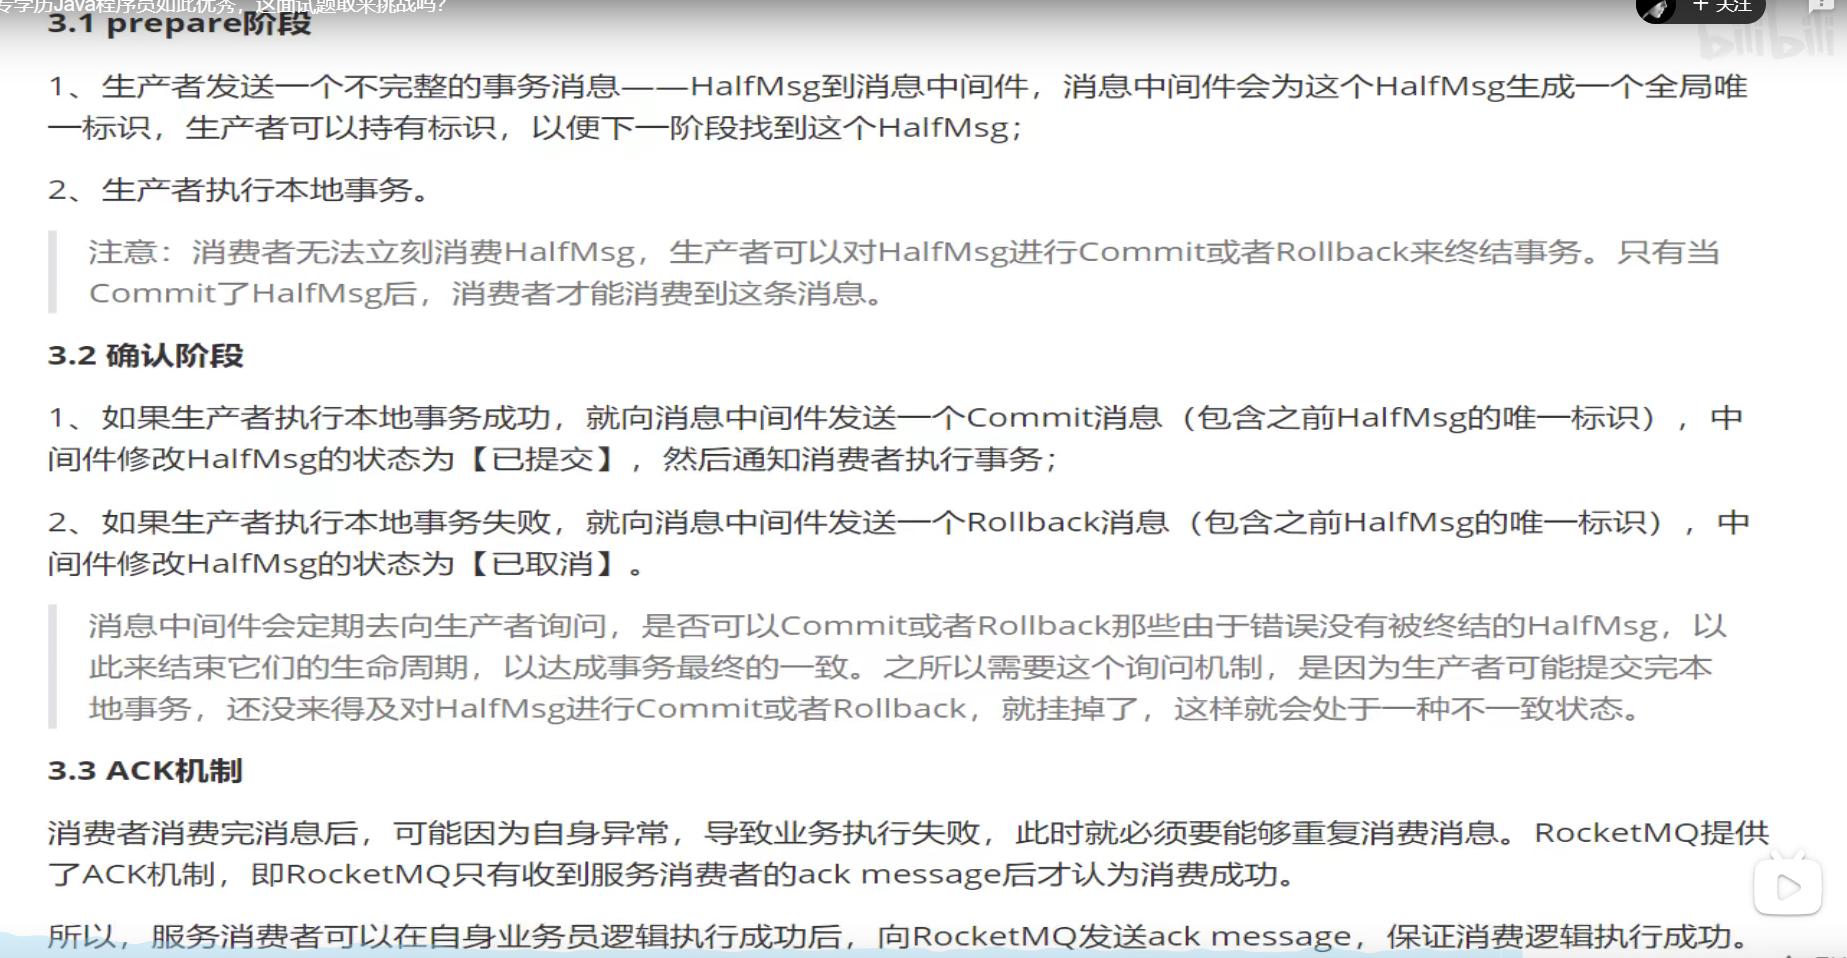 专学历Java程序员如此优秀，这面试题敢来挑战吗？
+ 关注
bilibili
3.1 prepare阶段
1、生产者发送一个不完整的事务消息——HalfMsg到消息中间件，消息中间件会为这个HalfMsg生成一个全局唯
一标识，生产者可以持有标识，以便下一阶段找到这个HalfMsg；
2、生产者执行本地事务。
注意：消费者无法立刻消费HalfMsg，生产者可以对HalfMsg进行Commit或者Rollback来终结事务。只有当
Commit了HalfMsg后，消费者才能消费到这条消息。
3.2 确认阶段
1、如果生产者执行本地事务成功，就向消息中间件发送一个Commit消息（包含之前HalfMsg的唯一标识），中
间件修改HalfMsg的状态为【已提交】，然后通知消费者执行事务；
2、如果生产者执行本地事务失败，就向消息中间件发送一个Rollback消息（包含之前HalfMsg的唯一标识），中
间件修改HalfMsg的状态为【已取消】。
消息中间件会定期去向生产者询问，是否可以Commit或者Rollback那些由于错误没有被终结的HalfMsg，以
此来结束它们的生命周期，以达成事务最终的一致。之所以需要这个询问机制，是因为生产者可能提交完本
地事务，还没来得及对HalfMsg进行Commit或者Rollback，就挂掉了，这样就会处于一种不一致状态。
3.3 ACK机制
消费者消费完消息后，可能因为自身异常，导致业务执行失败，此时就必须要能够重复消费消息。RocketMQ提供
了ACK机制，即RocketMQ只有收到服务消费者的ack message后才认为消费成功。
所以，服务消费者可以在自身业务员逻辑执行成功后，向RocketMQ发送ack message，保证消费逻辑执行成功。